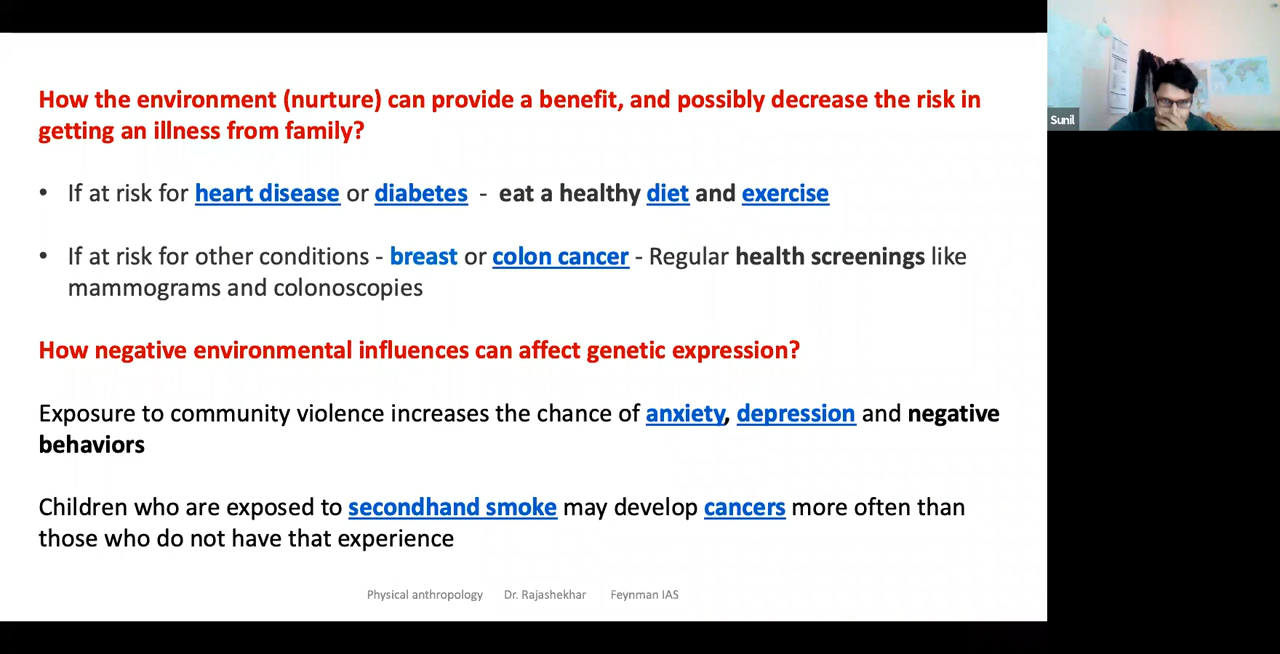 How the environment (nurture) can provide a benefit, and possibly decrease the risk in
getting an illness from family?
• If at risk for heart disease or diabetes - eat a healthy diet and exercise
• If at risk for other conditions - breast or colon cancer - Regular health screenings like
mammograms and colonoscopies
How negative environmental influences can affect genetic expression?
Exposure to community violence increases the chance of anxiety, depression and negative
behaviors
Children who are exposed to secondhand smoke may develop cancers more often than
those who do not have that experience
Physical anthropology Dr. Rajashekhar Feynman IAS
Sunil